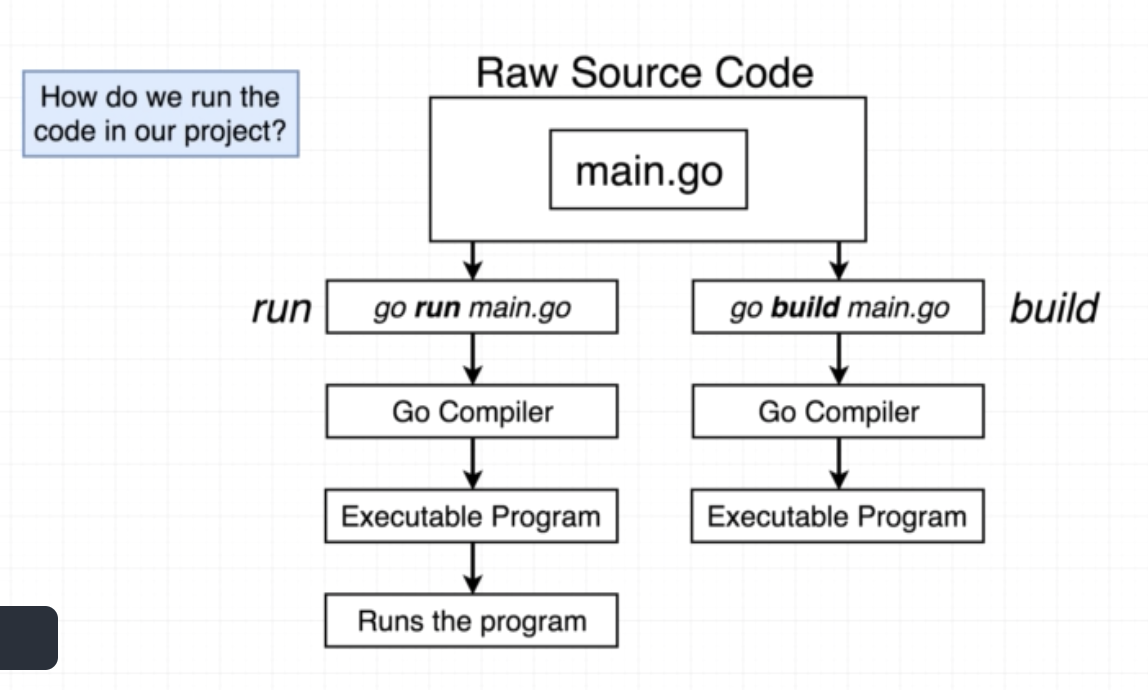 How do we run the
code in our project?
Raw Source Code
main.go
run
go run main.go
go build main.go
build
Go Compiler
Go Compiler
Executable Program
Executable Program
Runs the program